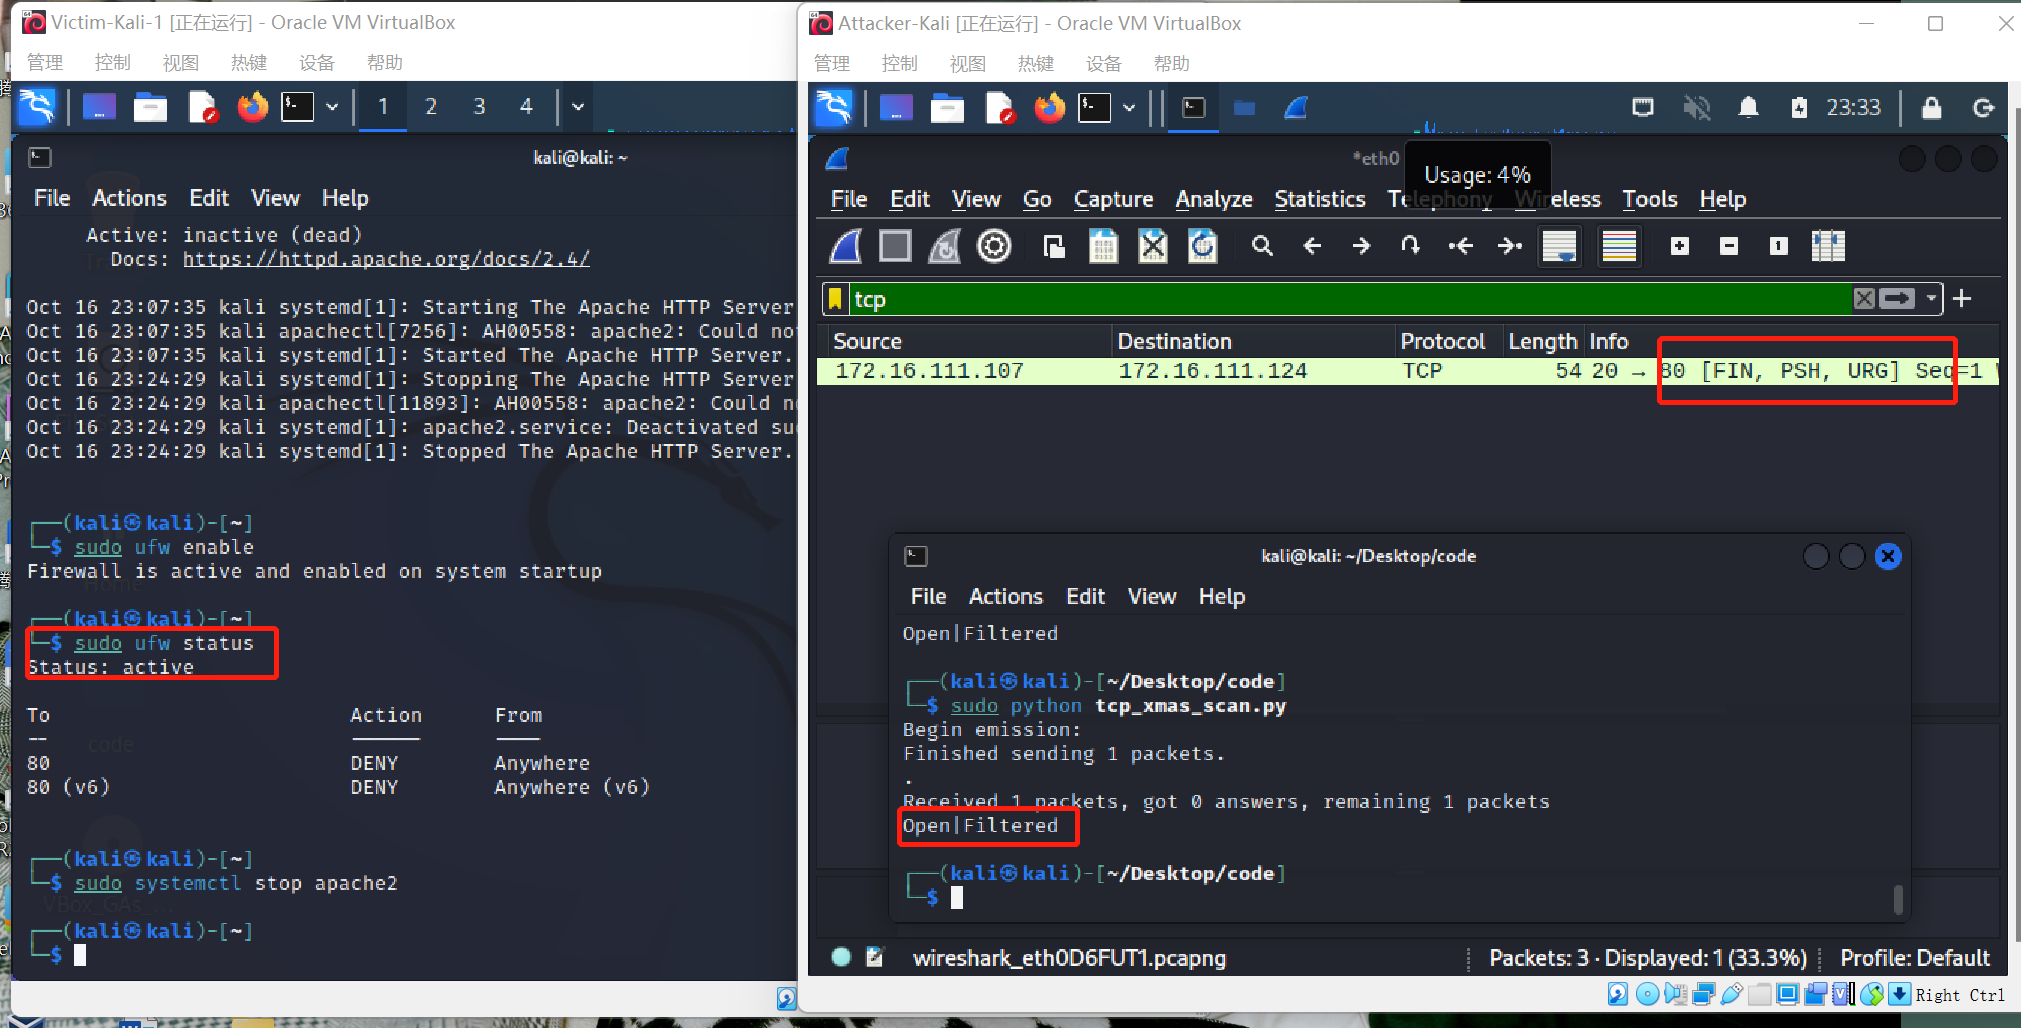 Victim-Kali-1 [正在运行] - Oracle VM VirtualBox
管理 控制 视图 热键 设备 帮助
1 2 3 4
kali@kali: ~
File Actions Edit View Help
Active: inactive (dead)
Docs: https://httpd.apache.org/docs/2.4/
Oct 16 23:07:35 kali systemd[1]: Starting The Apache HTTP Server
Oct 16 23:07:35 kali apachectl[7256]: AH00558: apache2: Could no
Oct 16 23:07:35 kali systemd[1]: Started The Apache HTTP Server.
Oct 16 23:24:29 kali systemd[1]: Stopping The Apache HTTP Server
Oct 16 23:24:29 kali apachectl[11893]: AH00558: apache2: Could n
Oct 16 23:24:29 kali systemd[1]: apache2.service: Deactivated su
Oct 16 23:24:29 kali systemd[1]: Stopped The Apache HTTP Server.
┌──(kali㉿kali)-[~]
└─$ sudo ufw enable
Firewall is active and enabled on system startup
┌──(kali㉿kali)-[~]
└─$ sudo ufw status
Status: active
To Action From
-- ------ ----
80 DENY Anywhere
80 (v6) DENY Anywhere (v6)
┌──(kali㉿kali)-[~]
└─$ sudo systemctl stop apache2
┌──(kali㉿kali)-[~]
└─$
code
VBox_GAs_...
Attacker-Kali [正在运行] - Oracle VM VirtualBox
管理 控制 视图 热键 设备 帮助
23:33
*eth0
Usage: 4%
File Edit View Go Capture Analyze Statistics Telephony Wireless Tools Help
tcp
Source Destination Protocol Length Info
172.16.111.107 172.16.111.124 TCP 54 20 → 80 [FIN, PSH, URG] Seq=1
kali@kali: ~/Desktop/code
File Actions Edit View Help
Open|Filtered
┌──(kali㉿kali)-[~/Desktop/code]
└─$ sudo python tcp_xmas_scan.py
Begin emission:
Finished sending 1 packets.
.
Received 1 packets, got 0 answers, remaining 1 packets
Open|Filtered
┌──(kali㉿kali)-[~/Desktop/code]
└─$
wireshark_eth0D6FUT1.pcapng Packets: 3 · Displayed: 1 (33.3%) Profile: Default
Right Ctrl